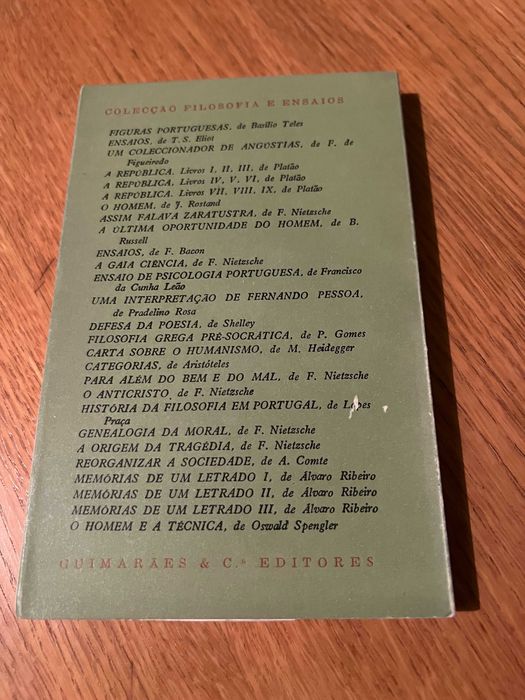 COLECÇÃO FILOSOFIA E ENSAIOS
FIGURAS PORTUGUESAS, de Basílio Teles
ENSAIOS, de T. S. Eliot
UM COLECCIONADOR DE ANGÚSTIAS, de F. de
Figueiredo
A REPÚBLICA. Livros I, II, III, de Platão
A REPÚBLICA. Livros IV, V, VI, de Platão
A REPÚBLICA. Livros VII, VIII, IX, de Platão
O HOMEM, de J. Rostand
ASSIM FALAVA ZARATUSTRA, de F. Nietzsche
A ÚLTIMA OPORTUNIDADE DO HOMEM, de B.
Russell
ENSAIOS, de F. Bacon
A GAIA CIÊNCIA, de F. Nietzsche
ENSAIO DE PSICOLOGIA PORTUGUESA, de Francisco
da Cunha Leão
UMA INTERPRETAÇÃO DE FERNANDO PESSOA,
de Pradelino Rosa
DEFESA DA POESIA, de Shelley
FILOSOFIA GREGA PRÉ-SOCRÁTICA, de P. Gomes
CARTA SOBRE O HUMANISMO, de M. Heidegger
CATEGORIAS, de Aristóteles
PARA ALÉM DO BEM E DO MAL, de F. Nietzsche
O ANTICRISTO, de F. Nietzsche
HISTÓRIA DA FILOSOFIA EM PORTUGAL, de Lopes
Praça
GENEALOGIA DA MORAL, de F. Nietzsche
A ORIGEM DA TRAGÉDIA, de F. Nietzsche
REORGANIZAR A SOCIEDADE, de A. Comte
MEMÓRIAS DE UM LETRADO I, de Álvaro Ribeiro
MEMÓRIAS DE UM LETRADO II, de Álvaro Ribeiro
MEMÓRIAS DE UM LETRADO III, de Álvaro Ribeiro
O HOMEM E A TÉCNICA, de Oswald Spengler
GUIMARÃES & C.ª EDITORES